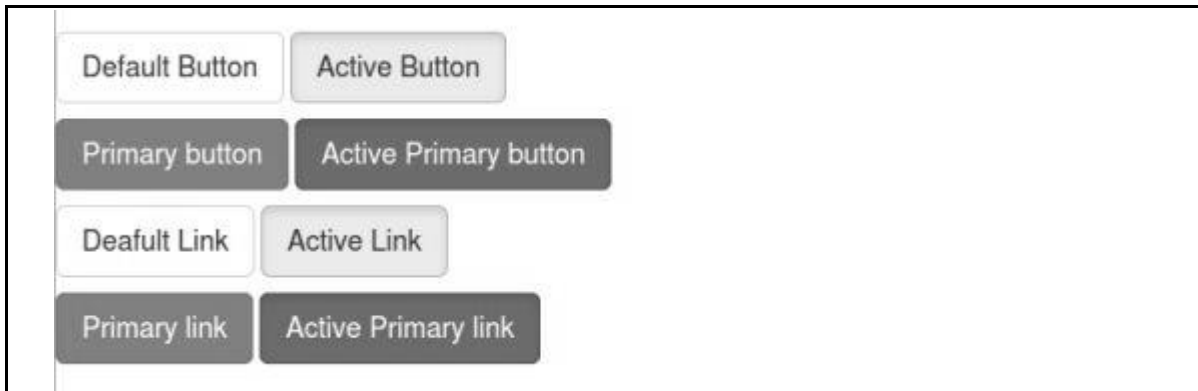 Default Button Active Button
Primary button Active Primary button
Deafult Link Active Link
Primary link Active Primary link